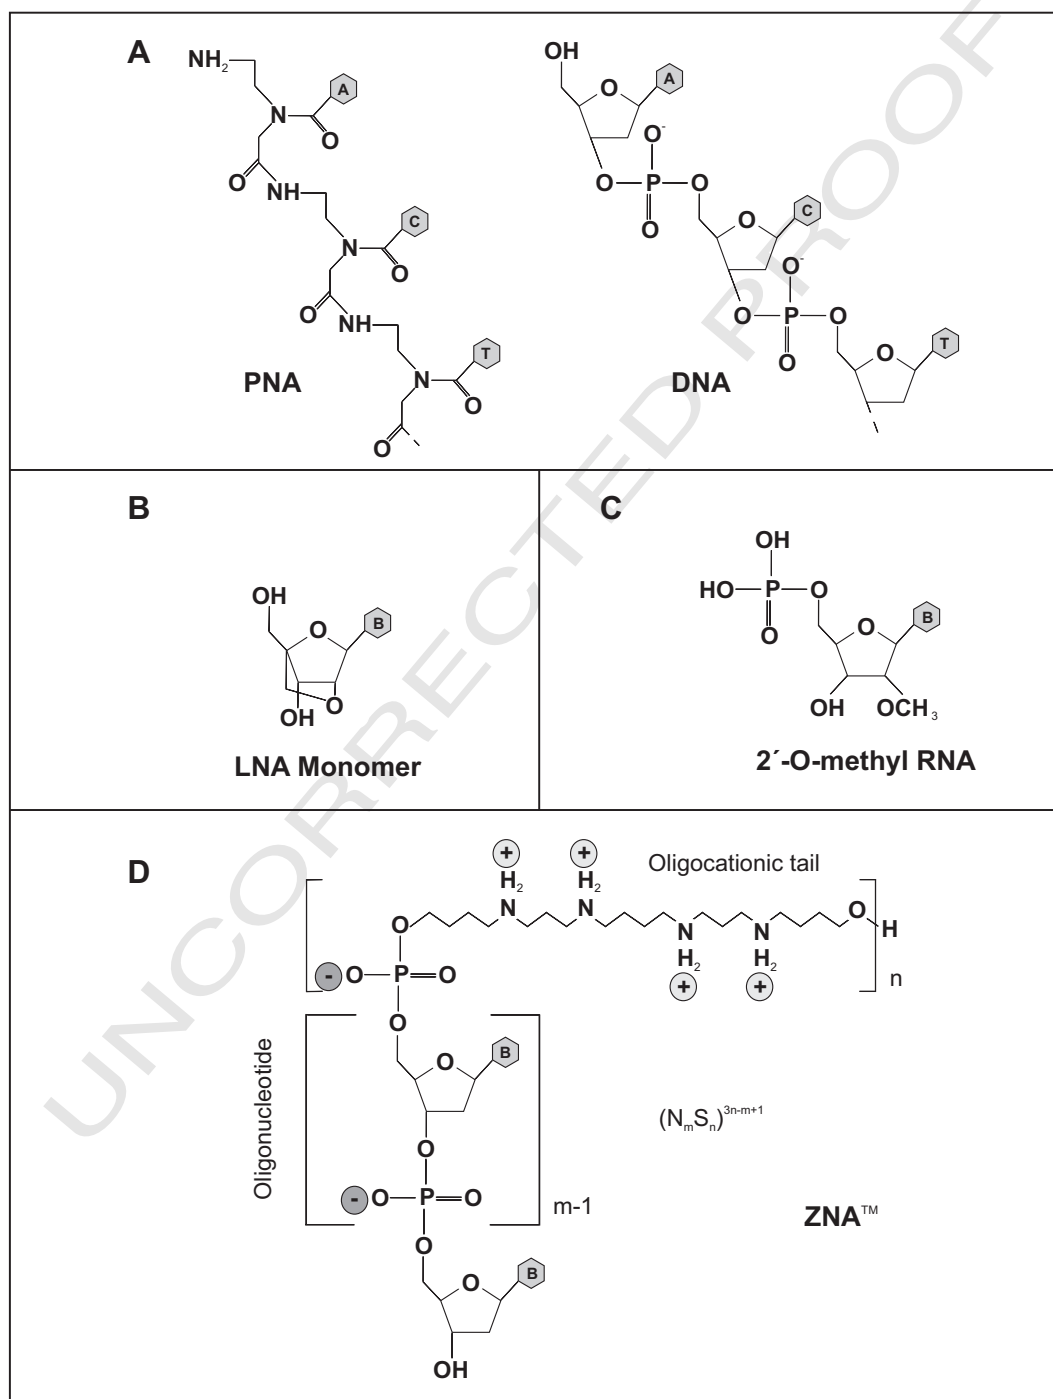 A
NH2
A
N
O
O
NH
C
N
O
O
NH
T
N
O
O
PNA
OH
A
O
O-
O
P
O
O
C
O
O-
O
P
O
O
T
O
DNA
B
OH
O
B
O
OH
LNA Monomer
C
OH
HO
P
O
O
O
B
OH
OCH3
2´-O-methyl RNA
D
Oligocationic tail
+
+
H2
H2
N
N
O
O
N
N
H
H2
H2
+
+
n
-
O
P
O
O
Oligonucleotide
B
O
O
-
O
P
O
m-1
O
B
O
OH
(NmSn)3n-m+1
ZNA™
UNCORRECTED PROOF